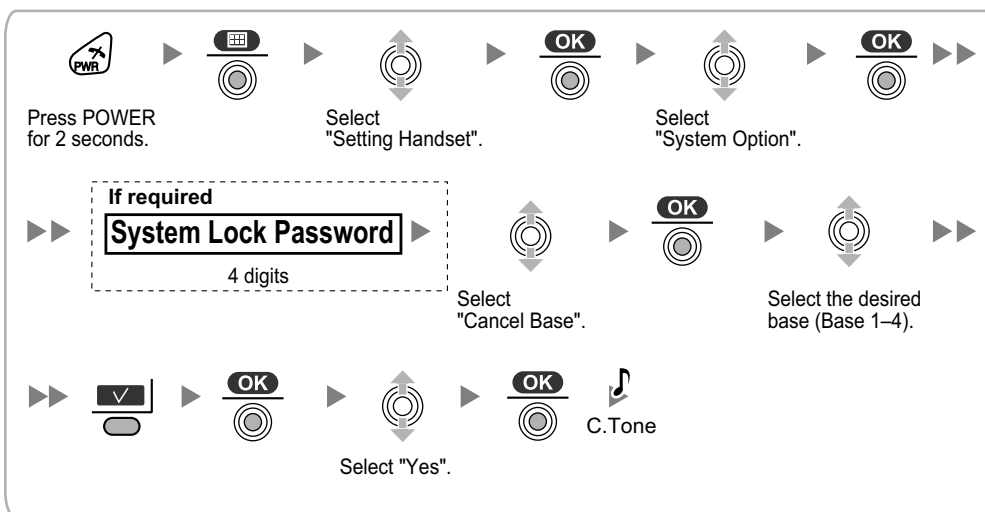 PWR
OK
OK
Press POWER
for 2 seconds.
Select
"Setting Handset".
Select
"System Option".
If required
System Lock Password
4 digits
OK
Select
"Cancel Base".
Select the desired
base (Base 1–4).
OK
OK
C.Tone
Select "Yes".